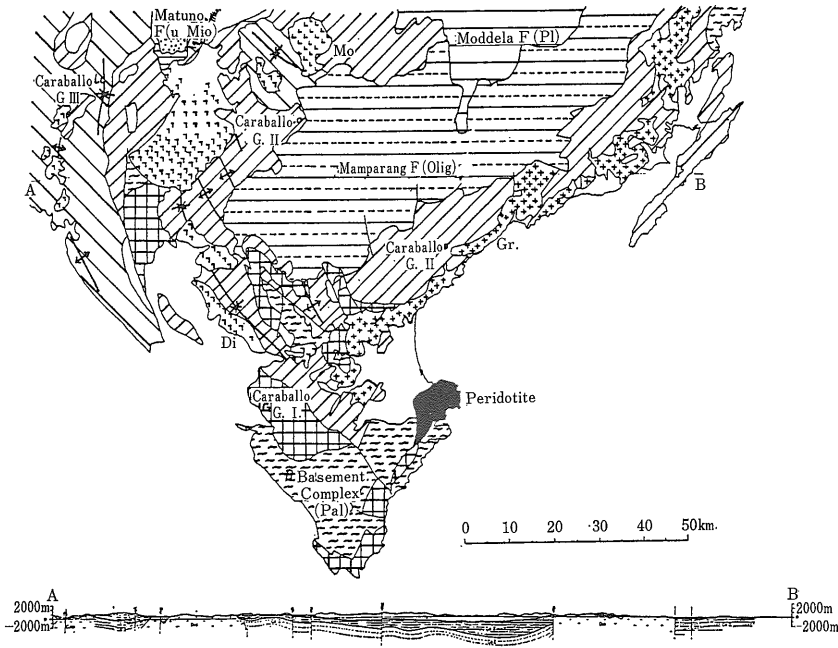 Matuno
F(u Mio)
Mo
Moddela F (Pl)
Caraballo
G III
Caraballo
G. II
Mamparang F (Olig)
A
B
Caraballo
G. II
Gr.
Di
Caraballo
G. I.
Peridotite
Basement
Complex
(Pal)
0 10 20 30 40 50km.
A
B
2000m
-2000m
2000m
-2000m